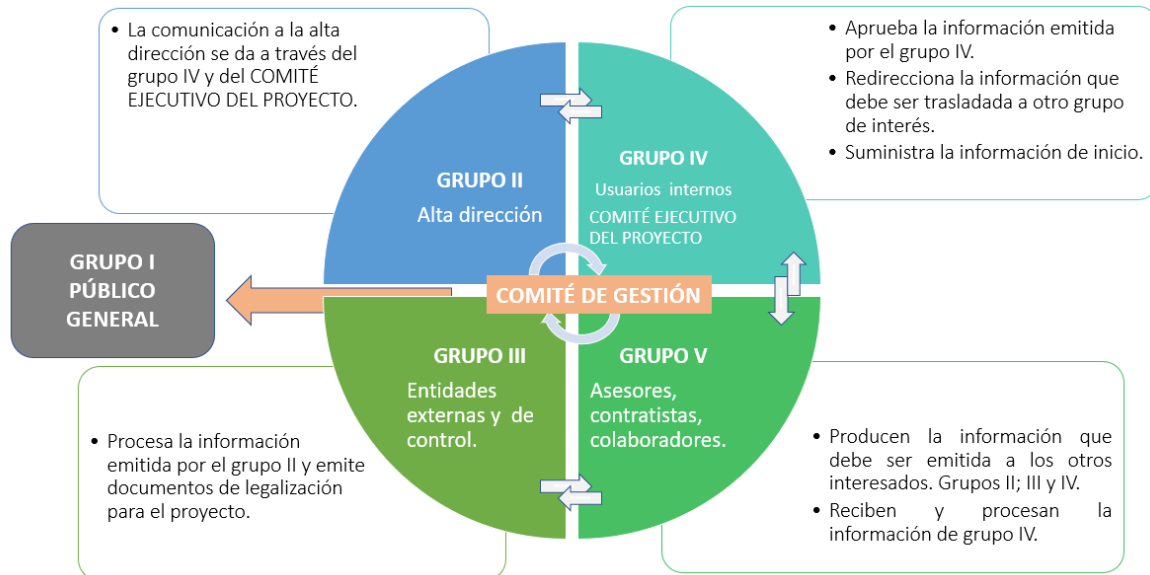 • La comunicación a la alta
dirección se da a través del
grupo IV y del COMITÉ
EJECUTIVO DEL PROYECTO.
• Aprueba la información emitida
por el grupo IV.
• Redirecciona la información que
debe ser trasladada a otro grupo
de interés.
• Suministra la información de inicio.
GRUPO II
Alta dirección
GRUPO IV
Usuarios internos
COMITÉ EJECUTIVO
DEL PROYECTO
GRUPO I
PÚBLICO
GENERAL
COMITÉ DE GESTIÓN
GRUPO III
Entidades
externas y de
control.
GRUPO V
Asesores,
contratistas,
colaboradores.
• Procesa la información
emitida por el grupo II y emite
documentos de legalización
para el proyecto.
• Producen la información que
debe ser emitida a los otros
interesados. Grupos II; III y IV.
• Reciben y procesan la
información de grupo IV.